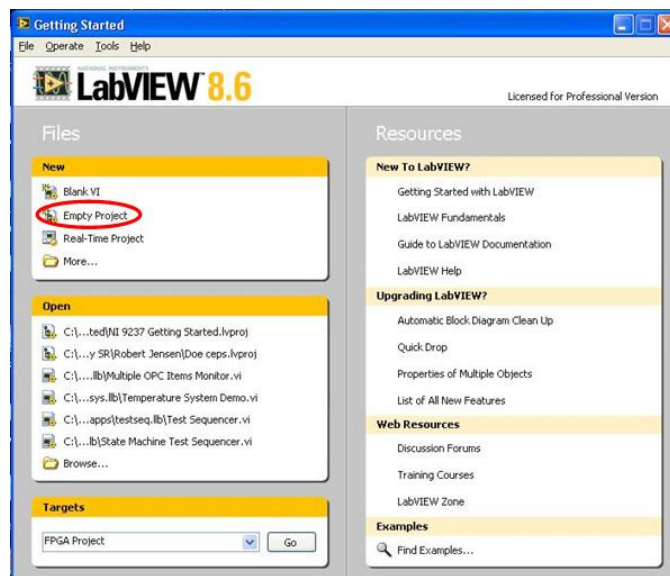 Getting Started
File Operate Tools Help
NATIONAL INSTRUMENTS
LabVIEW 8.6
Licensed for Professional Version
Files
New
Blank VI
Empty Project
Real-Time Project
More...
Open
C:\...ted\NI 9237 Getting Started.lvproj
C:\...y SR\Robert Jensen\Doe ceps.lvproj
C:\....llb\Multiple OPC Items Monitor.vi
C:\...sys.llb\Temperature System Demo.vi
C:\...apps\testseq.llb\Test Sequencer.vi
C:\...lb\State Machine Test Sequencer.vi
Browse...
Targets
FPGA Project
Go
Resources
New To LabVIEW?
Getting Started with LabVIEW
LabVIEW Fundamentals
Guide to LabVIEW Documentation
LabVIEW Help
Upgrading LabVIEW?
Automatic Block Diagram Clean Up
Quick Drop
Properties of Multiple Objects
List of All New Features
Web Resources
Discussion Forums
Training Courses
LabVIEW Zone
Examples
Find Examples...